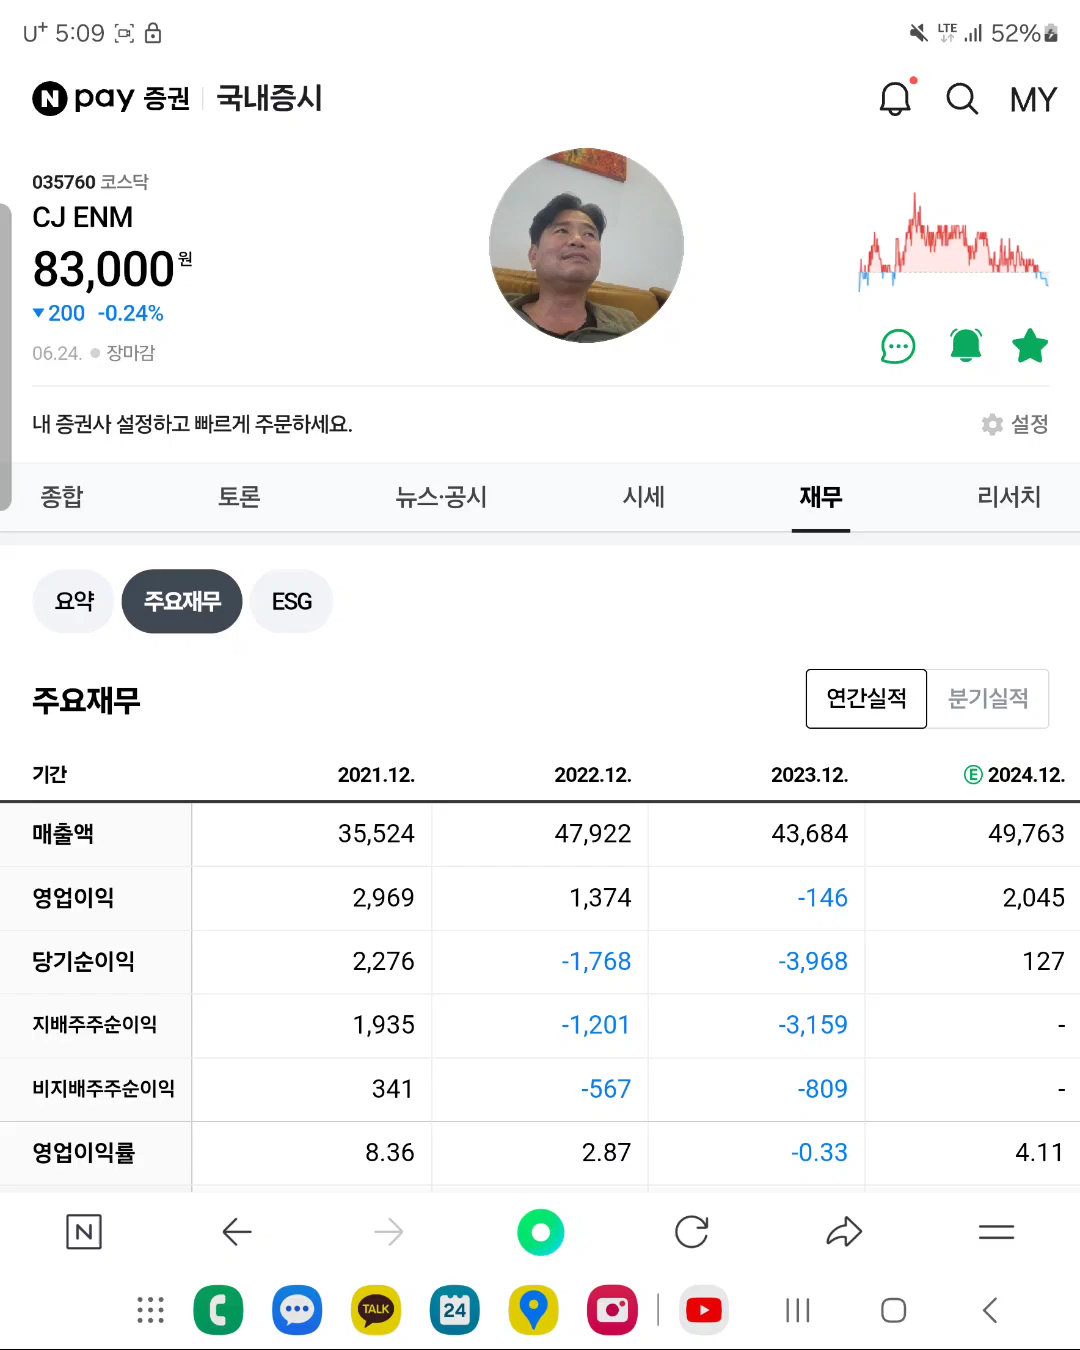 U+ 5:09 LTE 52%
N pay 증권 국내증시 MY
035760 코스닥
CJ ENM
83,000원
▼200 -0.24%
06.24. 장마감
내 증권사 설정하고 빠르게 주문하세요. 설정
종합 토론 뉴스·공시 시세 재무 리서치
요약 주요재무 ESG
주요재무 연간실적 분기실적
기간 2021.12. 2022.12. 2023.12. Ⓔ 2024.12.
매출액 35,524 47,922 43,684 49,763
영업이익 2,969 1,374 -146 2,045
당기순이익 2,276 -1,768 -3,968 127
지배주주순이익 1,935 -1,201 -3,159 -
비지배주주순이익 341 -567 -809 -
영업이익률 8.36 2.87 -0.33 4.11
N
TALK 24